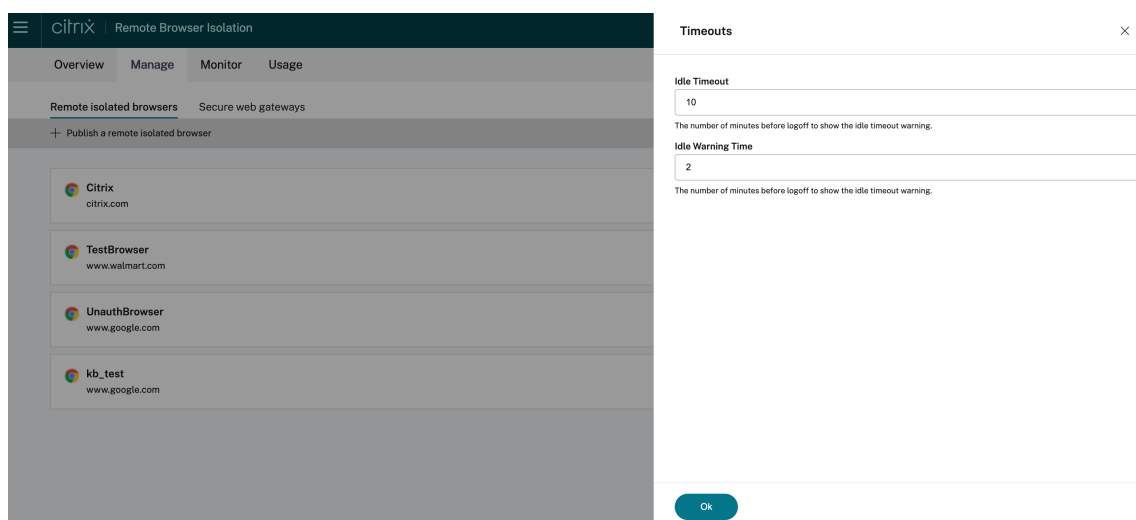 citrix | Remote Browser Isolation
Overview Manage Monitor Usage
Remote isolated browsers Secure web gateways
+ Publish a remote isolated browser
Citrix
citrix.com
TestBrowser
www.walmart.com
UnauthBrowser
www.google.com
kb_test
www.google.com
Timeouts
Idle Timeout
10
The number of minutes before logoff to show the idle timeout warning.
Idle Warning Time
2
The number of minutes before logoff to show the idle timeout warning.
Ok